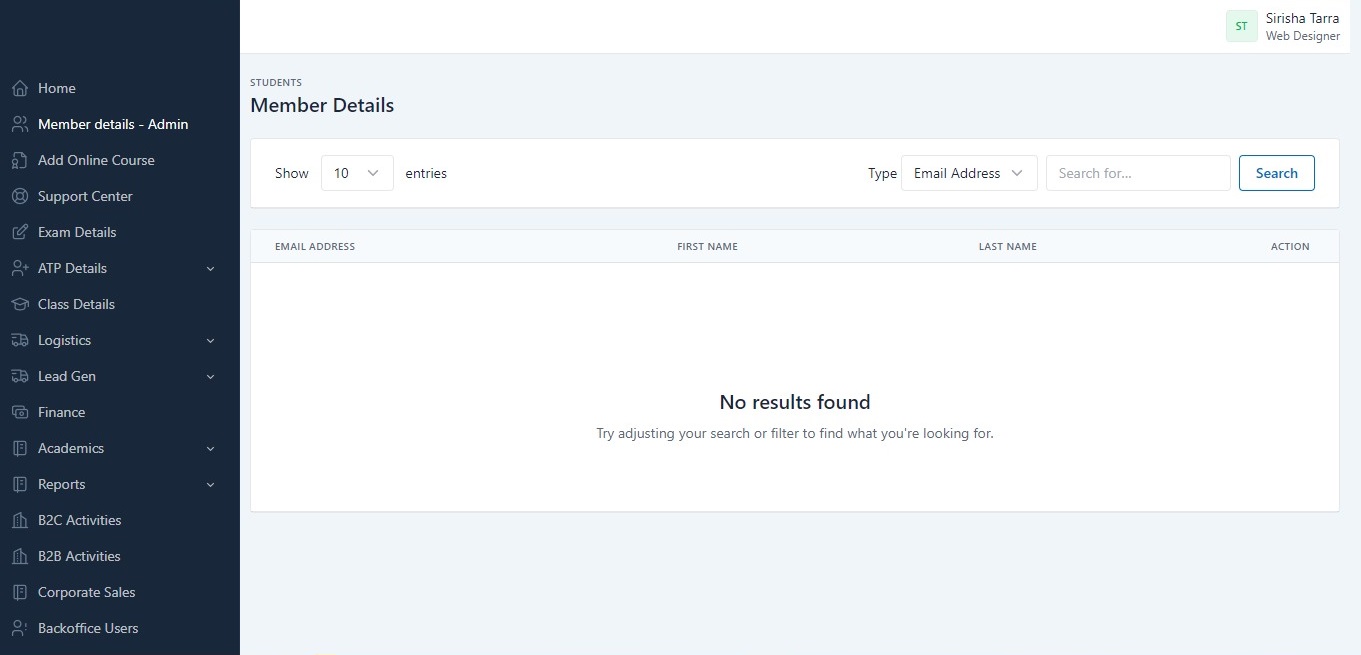 ST
Sirisha Tarra
Web Designer
Home
Member details - Admin
Add Online Course
Support Center
Exam Details
ATP Details
Class Details
Logistics
Lead Gen
Finance
Academics
Reports
B2C Activities
B2B Activities
Corporate Sales
Backoffice Users
STUDENTS
Member Details
Show 10 entries Type Email Address Search for... Search
EMAIL ADDRESS FIRST NAME LAST NAME ACTION
No results found
Try adjusting your search or filter to find what you're looking for.